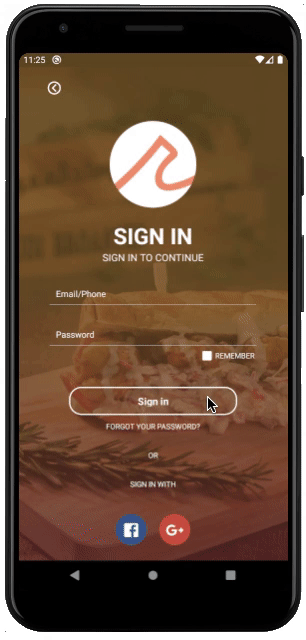 11:25
SIGN IN
SIGN IN TO CONTINUE
Email/Phone
Password
REMEMBER
Sign in
FORGOT YOUR PASSWORD?
OR
SIGN IN WITH
G+